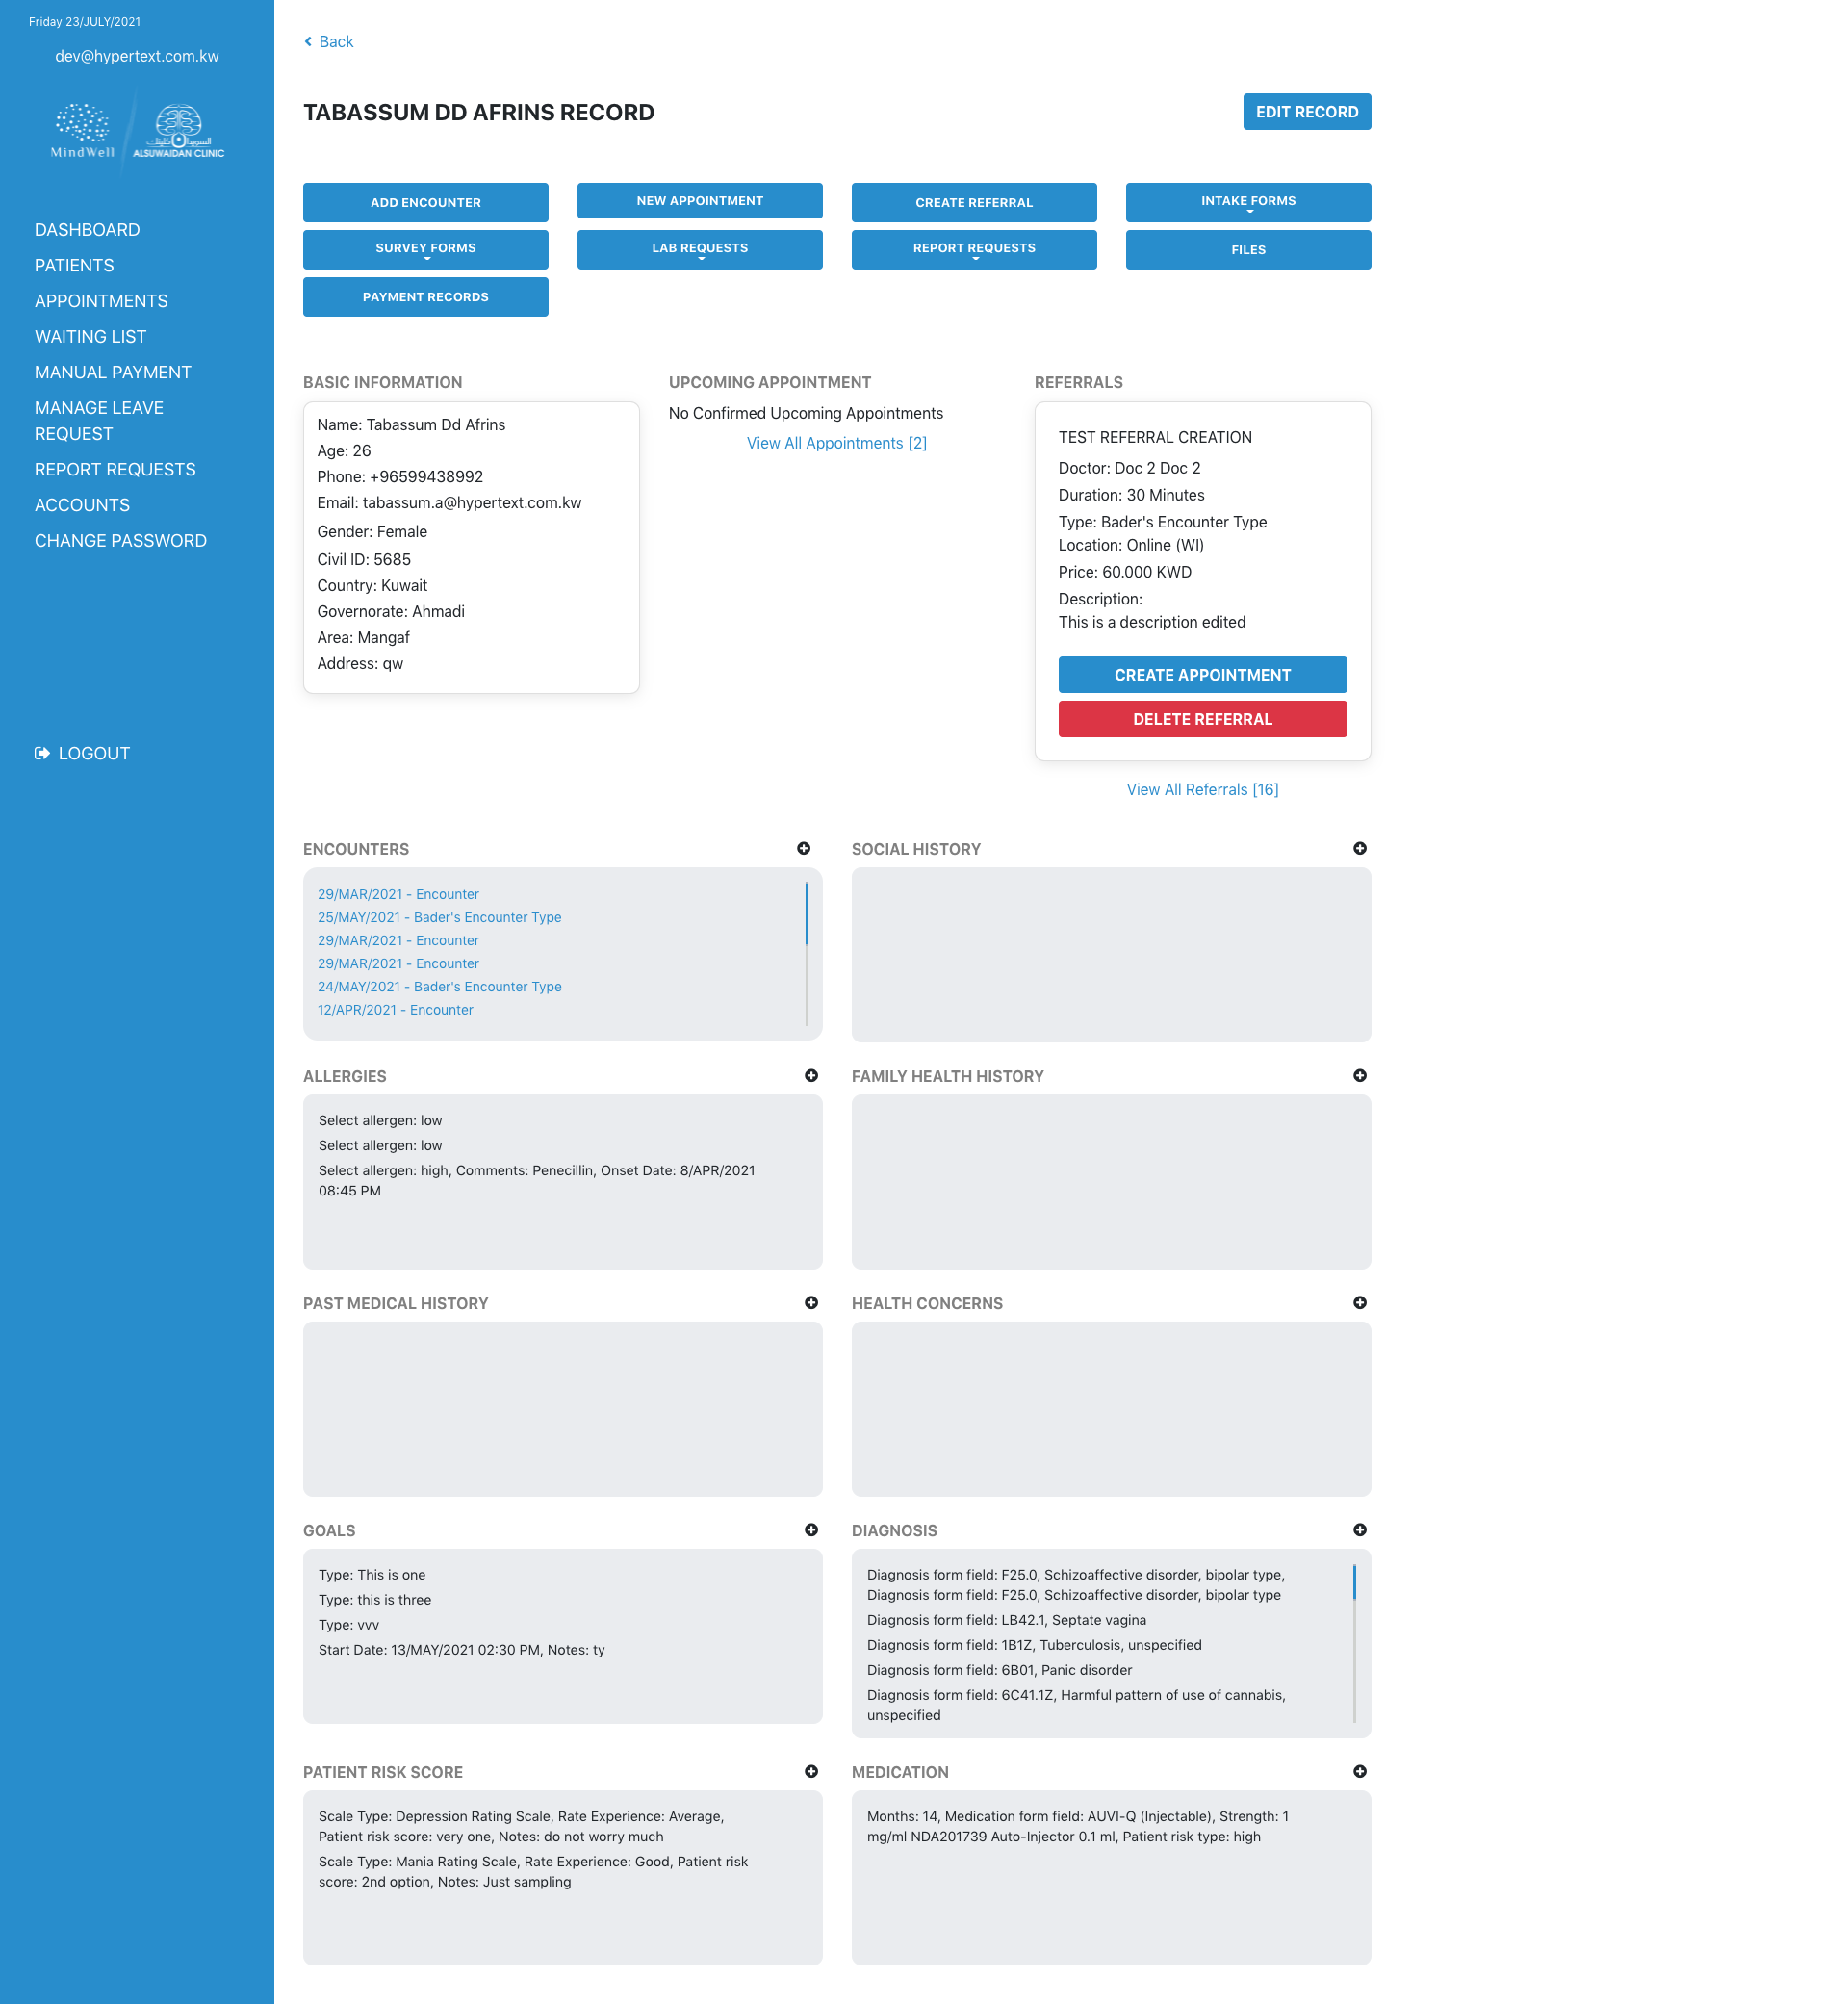 Friday 23/JULY/2021
dev@hypertext.com.kw
MindWell
السويدان كلينك
ALSUWAIDAN CLINIC
DASHBOARD
PATIENTS
APPOINTMENTS
WAITING LIST
MANUAL PAYMENT
MANAGE LEAVE
REQUEST
REPORT REQUESTS
ACCOUNTS
CHANGE PASSWORD
LOGOUT
Back
TABASSUM DD AFRINS RECORD
EDIT RECORD
ADD ENCOUNTER
NEW APPOINTMENT
CREATE REFERRAL
INTAKE FORMS
SURVEY FORMS
LAB REQUESTS
REPORT REQUESTS
FILES
PAYMENT RECORDS
BASIC INFORMATION
Name: Tabassum Dd Afrins
Age: 26
Phone: +96599438992
Email: tabassum.a@hypertext.com.kw
Gender: Female
Civil ID: 5685
Country: Kuwait
Governorate: Ahmadi
Area: Mangaf
Address: qw
UPCOMING APPOINTMENT
No Confirmed Upcoming Appointments
View All Appointments [2]
REFERRALS
TEST REFERRAL CREATION
Doctor: Doc 2 Doc 2
Duration: 30 Minutes
Type: Bader's Encounter Type
Location: Online (WI)
Price: 60.000 KWD
Description:
This is a description edited
CREATE APPOINTMENT
DELETE REFERRAL
View All Referrals [16]
ENCOUNTERS
29/MAR/2021 - Encounter
25/MAY/2021 - Bader's Encounter Type
29/MAR/2021 - Encounter
29/MAR/2021 - Encounter
24/MAY/2021 - Bader's Encounter Type
12/APR/2021 - Encounter
SOCIAL HISTORY
ALLERGIES
Select allergen: low
Select allergen: low
Select allergen: high, Comments: Penecillin, Onset Date: 8/APR/2021
08:45 PM
FAMILY HEALTH HISTORY
PAST MEDICAL HISTORY
HEALTH CONCERNS
GOALS
Type: This is one
Type: this is three
Type: vvv
Start Date: 13/MAY/2021 02:30 PM, Notes: ty
DIAGNOSIS
Diagnosis form field: F25.0, Schizoaffective disorder, bipolar type,
Diagnosis form field: F25.0, Schizoaffective disorder, bipolar type
Diagnosis form field: LB42.1, Septate vagina
Diagnosis form field: 1B1Z, Tuberculosis, unspecified
Diagnosis form field: 6B01, Panic disorder
Diagnosis form field: 6C41.1Z, Harmful pattern of use of cannabis,
unspecified
PATIENT RISK SCORE
Scale Type: Depression Rating Scale, Rate Experience: Average,
Patient risk score: very one, Notes: do not worry much
Scale Type: Mania Rating Scale, Rate Experience: Good, Patient risk
score: 2nd option, Notes: Just sampling
MEDICATION
Months: 14, Medication form field: AUVI-Q (Injectable), Strength: 1
mg/ml NDA201739 Auto-Injector 0.1 ml, Patient risk type: high